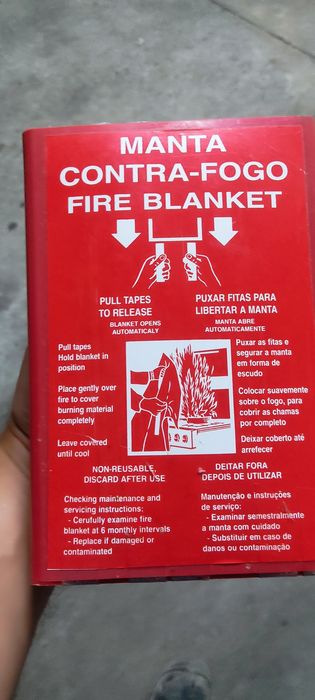 MANTA
CONTRA-FOGO
FIRE BLANKET
PULL TAPES
TO RELEASE
BLANKET OPENS
AUTOMATICALY
PUXAR FITAS PARA
LIBERTAR A MANTA
MANTA ABRE
AUTOMATICAMENTE
Pull tapes
Hold blanket in
position
Place gently over
fire to cover
burning material
completely
Leave covered
until cool
Puxar as fitas e
segurar a manta
em forma de
escudo
Colocar suavemente
sobre o fogo, para
cobrir as chamas
por completo
Deixar coberto até
arrefecer
NON-REUSABLE,
DISCARD AFTER USE
DEITAR FORA
DEPOIS DE UTILIZAR
Checking maintenance and
servicing instructions:
- Cerufully examine fire
blanket at 6 monthly intervals
- Replace if damaged or
contaminated
Manutenção e instruções
de serviço:
- Examinar semestralmente
a manta com cuidado
- Substituir em caso de
danos ou contaminação